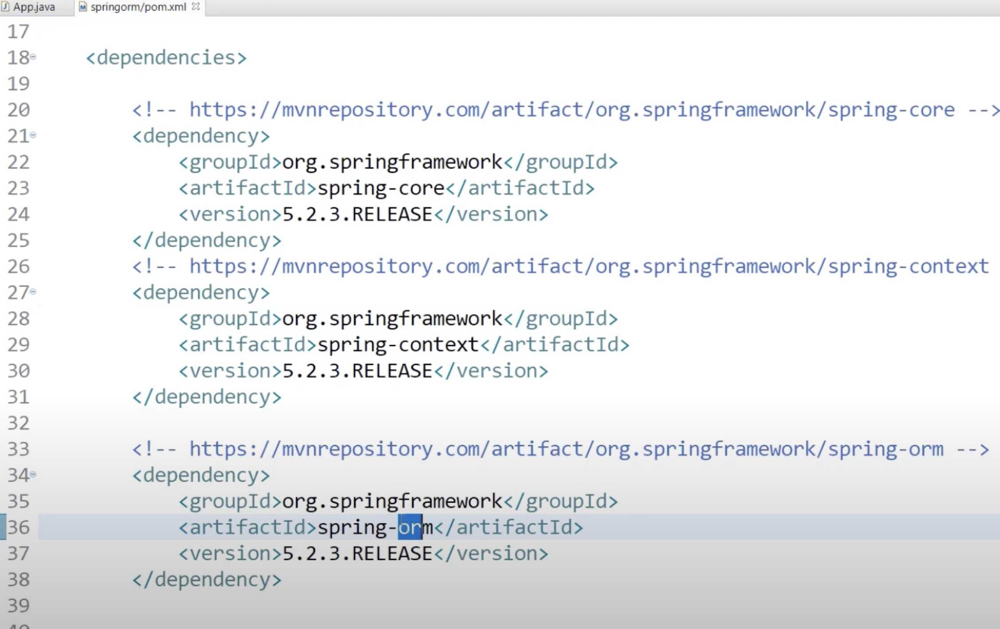 App.java springorm/pom.xml
17
18 <dependencies>
19
20 <!-- https://mvnrepository.com/artifact/org.springframework/spring-core -->
21 <dependency>
22 <groupId>org.springframework</groupId>
23 <artifactId>spring-core</artifactId>
24 <version>5.2.3.RELEASE</version>
25 </dependency>
26 <!-- https://mvnrepository.com/artifact/org.springframework/spring-context
27 <dependency>
28 <groupId>org.springframework</groupId>
29 <artifactId>spring-context</artifactId>
30 <version>5.2.3.RELEASE</version>
31 </dependency>
32
33 <!-- https://mvnrepository.com/artifact/org.springframework/spring-orm -->
34 <dependency>
35 <groupId>org.springframework</groupId>
36 <artifactId>spring-orm</artifactId>
37 <version>5.2.3.RELEASE</version>
38 </dependency>
39